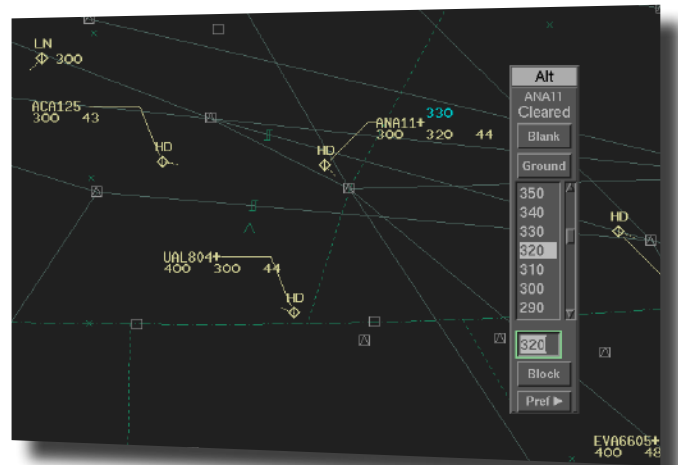 LN
300
ACA125
300 43
HD
330
ANA11+
300 320 44
HD
UAL804+
400 300 44
HD
HD
EVA6605+
400 48
Alt
ANA11
Cleared
Blank
Ground
350
340
330
320
310
300
290
320
Block
Pref ►